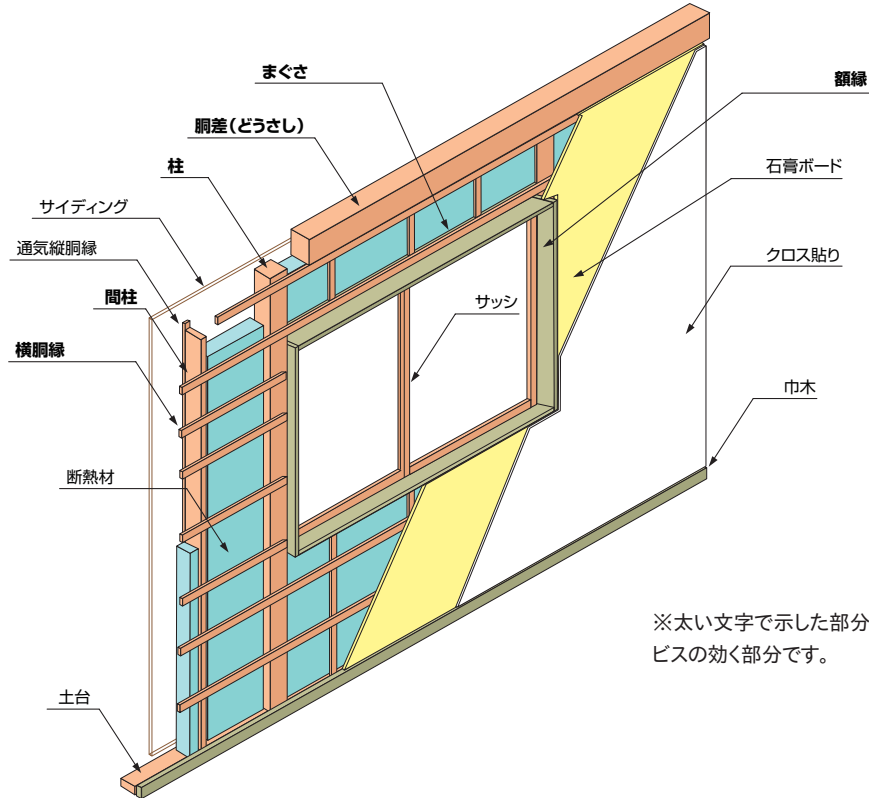 まぐさ
額縁
胴差(どうさし)
柱
石膏ボード
サイディング
通気縦胴縁
クロス貼り
間柱
サッシ
横胴縁
巾木
断熱材
※太い文字で示した部分
ビスの効く部分です。
土台